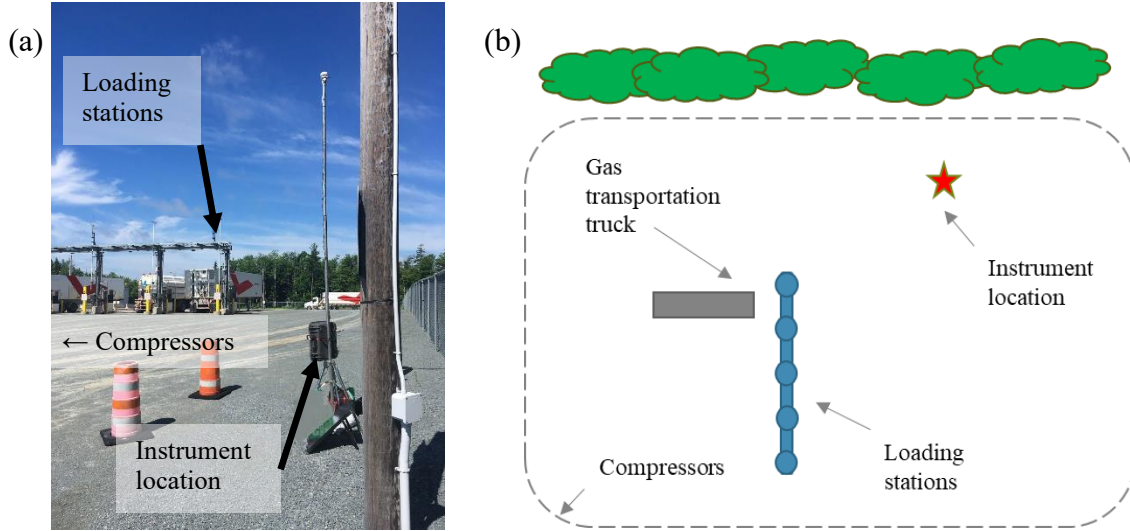 (a)
Loading
stations
← Compressors
Instrument
location
(b)
Gas
transportation
truck
Instrument
location
Loading
stations
Compressors